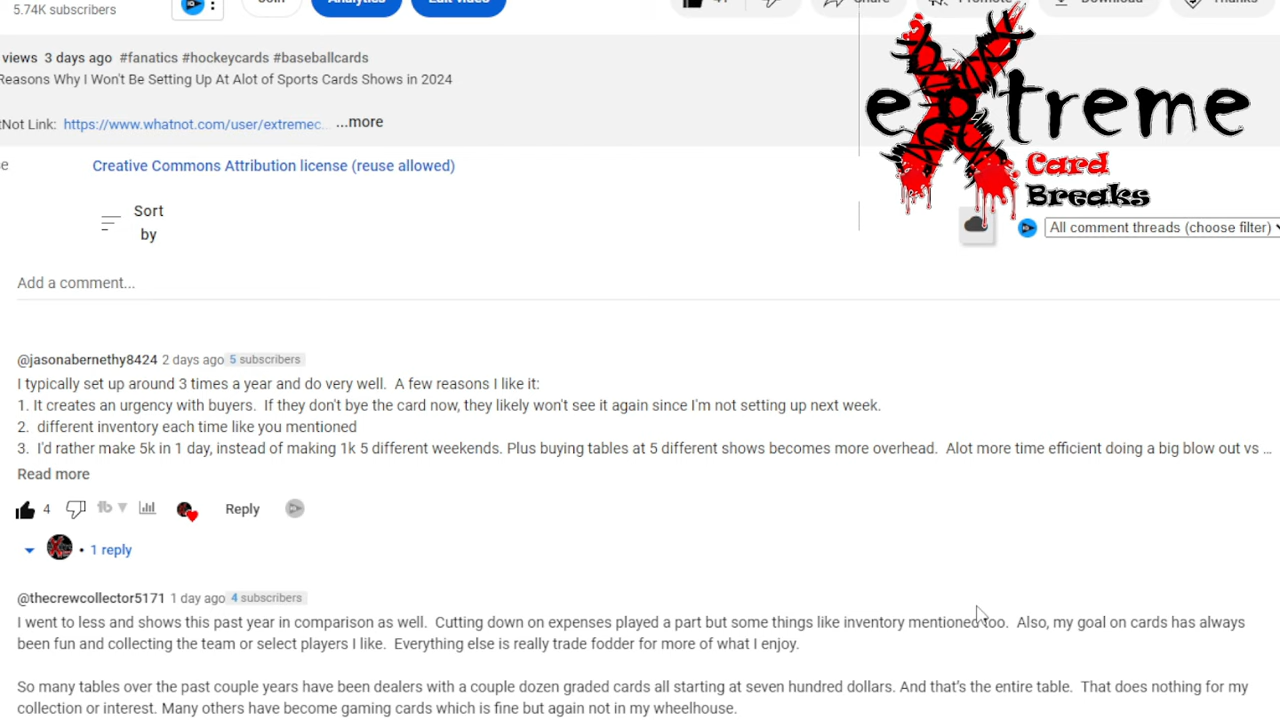 5.74K subscribers
Join
Analytics
Edit video
41
Share
Promote
Download
Thanks
views 3 days ago #fanatics #hockeycards #baseballcards
Reasons Why I Won't Be Setting Up At Alot of Sports Cards Shows in 2024
tNot Link: https://www.whatnot.com/user/extremec... ...more
Creative Commons Attribution license (reuse allowed)
eXtreme
Card
Breaks
Sort
by
All comment threads (choose filter)
Add a comment...
@jasonabernethy8424 2 days ago 5 subscribers
I typically set up around 3 times a year and do very well. A few reasons I like it:
1. It creates an urgency with buyers. If they don't bye the card now, they likely won't see it again since I'm not setting up next week.
2. different inventory each time like you mentioned
3. I'd rather make 5k in 1 day, instead of making 1k 5 different weekends. Plus buying tables at 5 different shows becomes more overhead. Alot more time efficient doing a big blow out vs ...
Read more
4
Reply
• 1 reply
@thecrewcollector5171 1 day ago 4 subscribers
I went to less and shows this past year in comparison as well. Cutting down on expenses played a part but some things like inventory mentioned too. Also, my goal on cards has always
been fun and collecting the team or select players I like. Everything else is really trade fodder for more of what I enjoy.
So many tables over the past couple years have been dealers with a couple dozen graded cards all starting at seven hundred dollars. And that's the entire table. That does nothing for my
collection or interest. Many others have become gaming cards which is fine but again not in my wheelhouse.